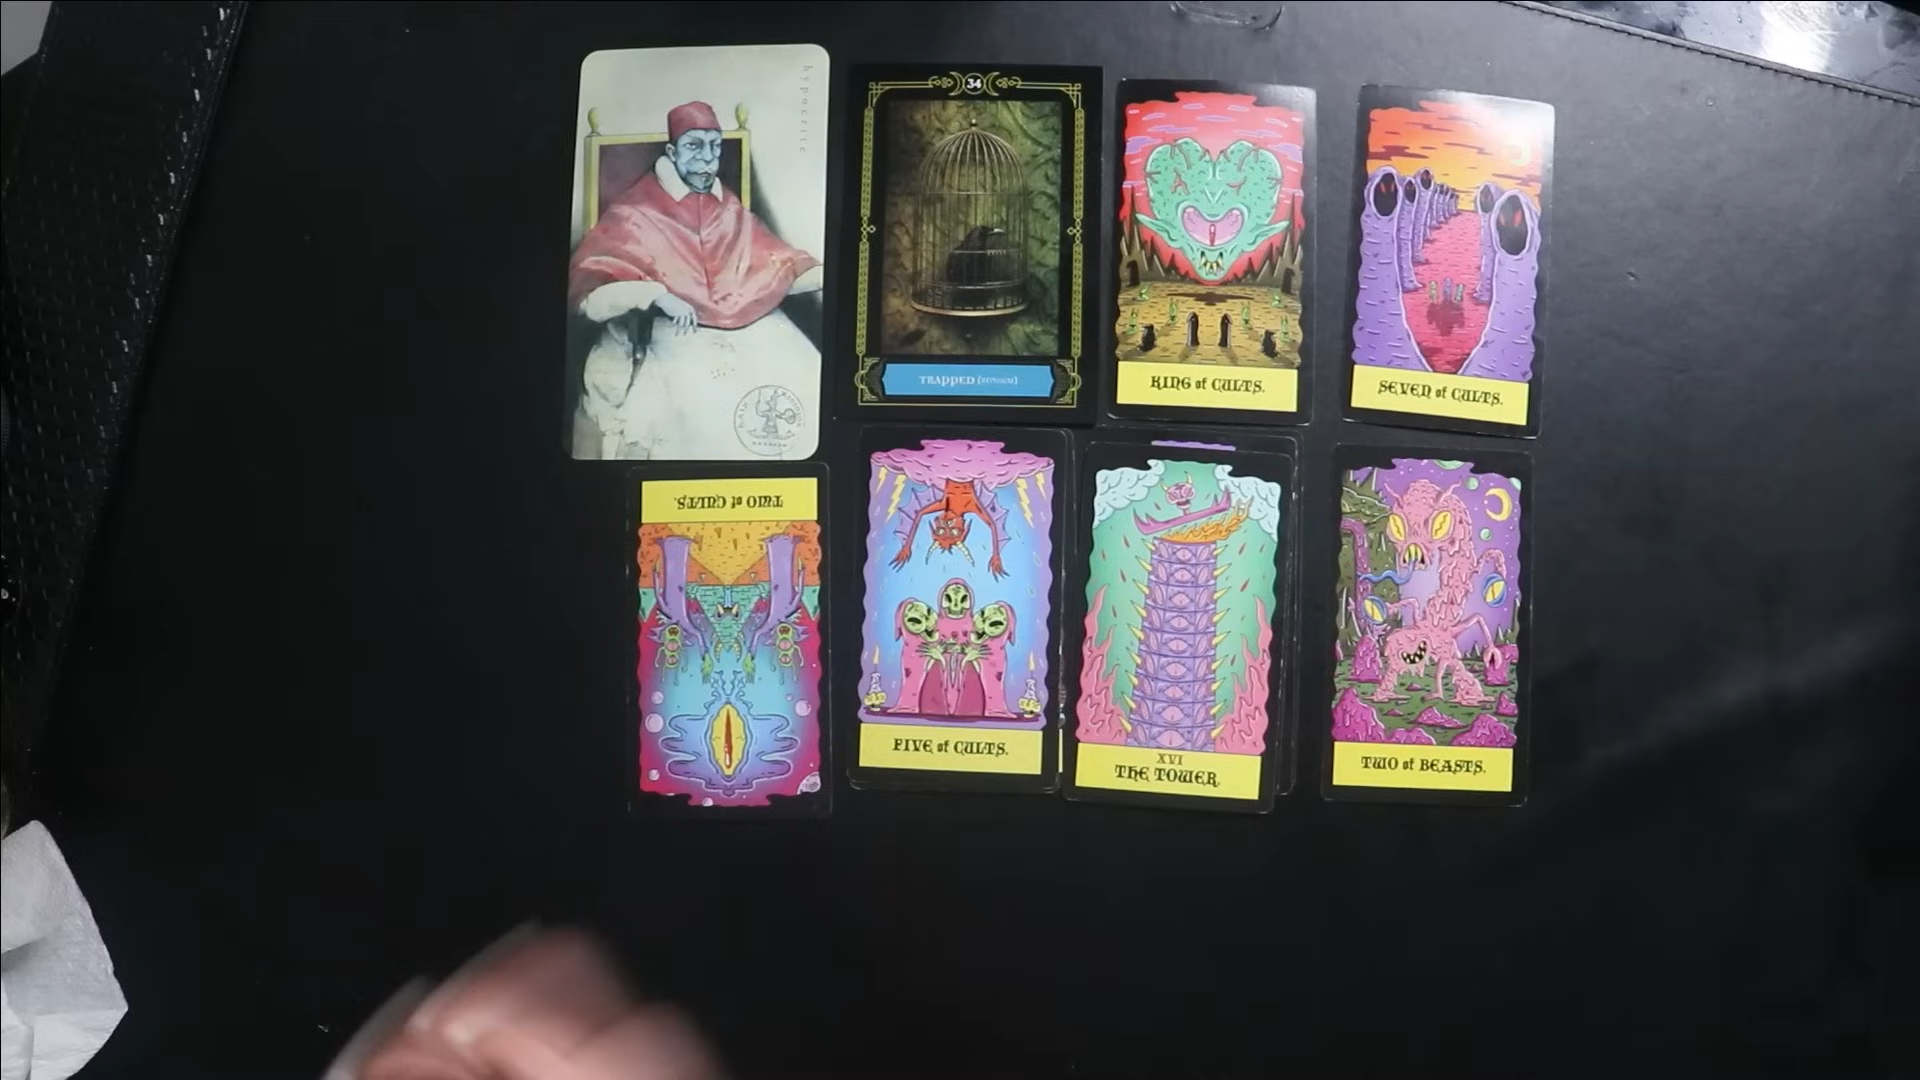 hypocrite
34
TRAPPED
KING of CULTS.
SEVEN of CULTS.
TWO of CULTS.
FIVE of CULTS.
XVI
THE TOWER.
TWO of BEASTS.